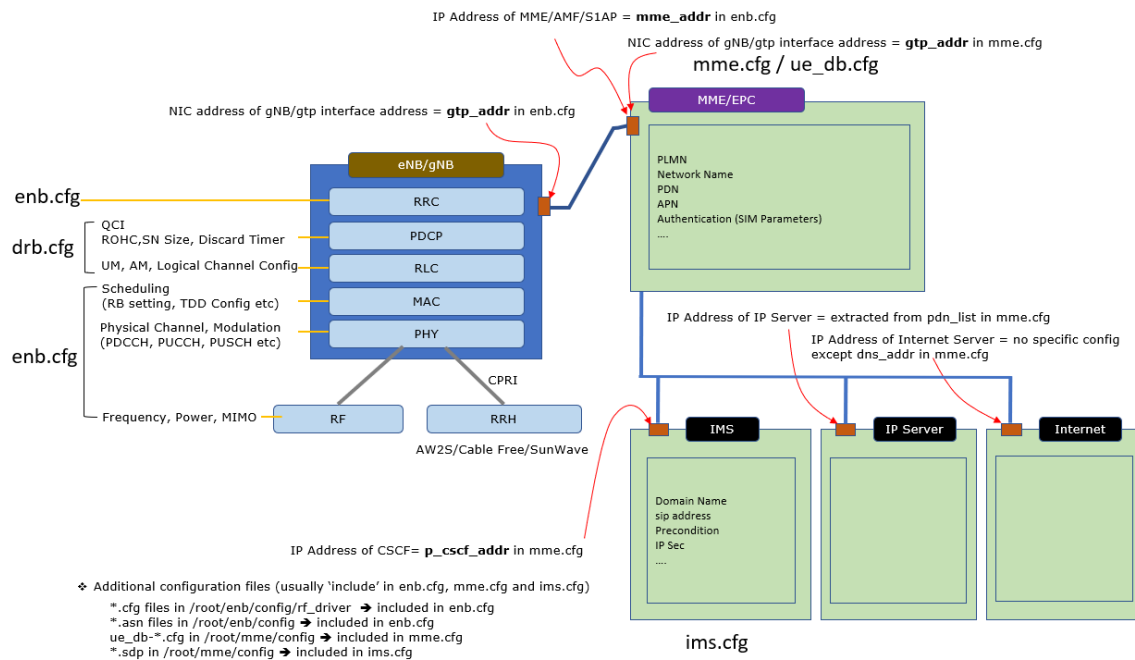 IP Address of MME/AMF/S1AP = mme_addr in enb.cfg
NIC address of gNB/gtp interface address = gtp_addr in mme.cfg
mme.cfg / ue_db.cfg
MME/EPC
NIC address of gNB/gtp interface address = gtp_addr in enb.cfg
PLMN
Network Name
PDN
APN
Authentication (SIM Parameters)
....
eNB/gNB
enb.cfg
RRC
drb.cfg
QCI
ROHC,SN Size, Discard Timer
PDCP
UM, AM, Logical Channel Config
RLC
enb.cfg
Scheduling
(RB setting, TDD Config etc)
MAC
Physical Channel, Modulation
(PDCCH, PUCCH, PUSCH etc)
PHY
CPRI
Frequency, Power, MIMO
RF
RRH
AW2S/Cable Free/SunWave
IP Address of IP Server = extracted from pdn_list in mme.cfg
IP Address of Internet Server = no specific config
except dns_addr in mme.cfg
IMS
IP Server
Internet
Domain Name
sip address
Precondition
IP Sec
....
IP Address of CSCF= p_cscf_addr in mme.cfg
ims.cfg
❖ Additional configuration files (usually ‘include’ in enb.cfg, mme.cfg and ims.cfg)
*.cfg files in /root/enb/config/rf_driver ➔ included in enb.cfg
*.asn files in /root/enb/config ➔ included in enb.cfg
ue_db-*.cfg in /root/mme/config ➔ included in mme.cfg
*.sdp in /root/mme/config ➔ included in ims.cfg